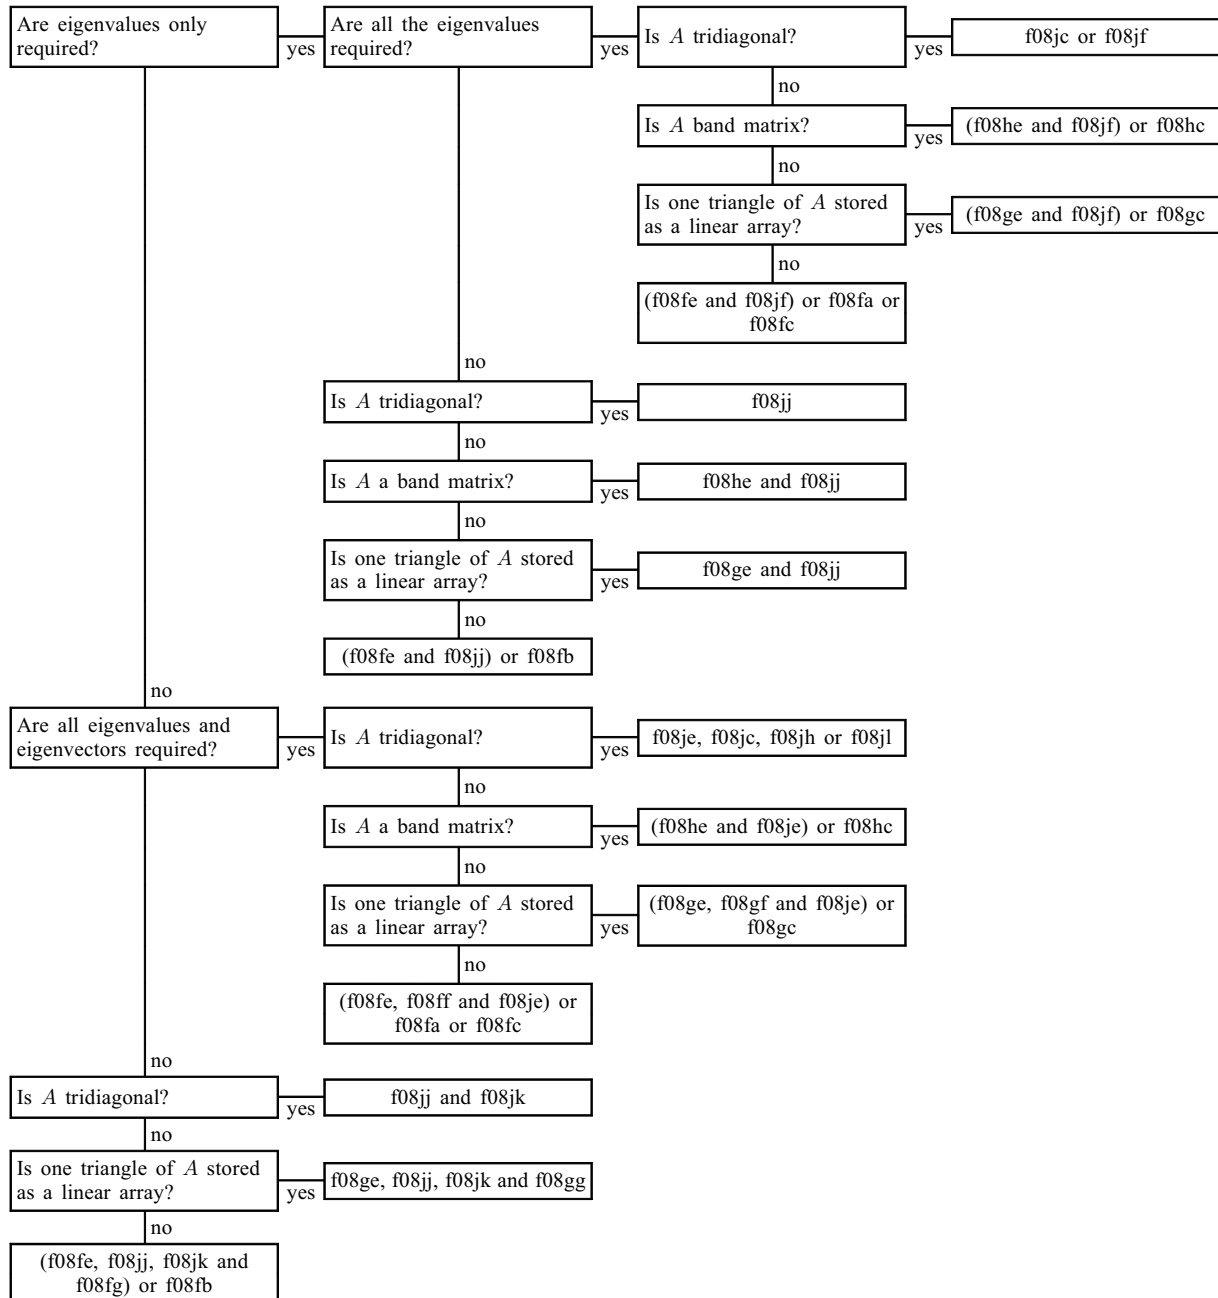 Are eigenvalues only
required?
yes
Are all the eigenvalues
required?
yes
Is A tridiagonal?
yes
f08jc or f08jf
no
Is A band matrix?
yes
(f08he and f08jf) or f08hc
no
Is one triangle of A stored
as a linear array?
yes
(f08ge and f08jf) or f08gc
no
(f08fe and f08jf) or f08fa or
f08fc
no
Is A tridiagonal?
yes
f08jj
no
Is A a band matrix?
yes
f08he and f08jj
no
Is one triangle of A stored
as a linear array?
yes
f08ge and f08jj
no
(f08fe and f08jj) or f08fb
no
Are all eigenvalues and
eigenvectors required?
yes
Is A tridiagonal?
yes
f08je, f08jc, f08jh or f08jl
no
Is A a band matrix?
yes
(f08he and f08je) or f08hc
no
Is one triangle of A stored
as a linear array?
yes
(f08ge, f08gf and f08je) or
f08gc
no
(f08fe, f08ff and f08je) or
f08fa or f08fc
no
Is A tridiagonal?
yes
f08jj and f08jk
no
Is one triangle of A stored
as a linear array?
yes
f08ge, f08jj, f08jk and f08gg
no
(f08fe, f08jj, f08jk and
f08fg) or f08fb